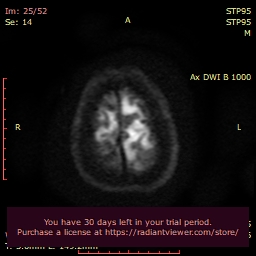 Im: 25/52
Se: 14
A
STP95
STP95
M
Ax DWI B 1000
R
L
You have 30 days left in your trial period.
Purchase a license at https://radiantviewer.com/store/